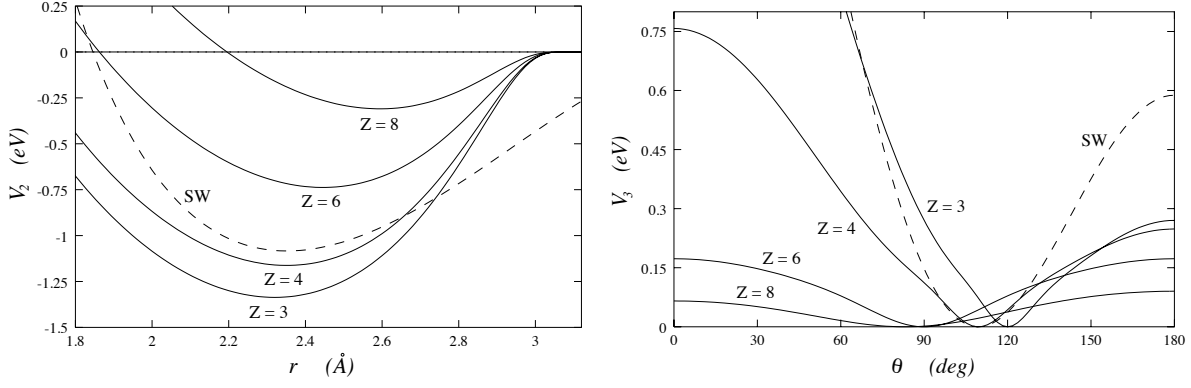 0.25
0
-0.25
-0.5
-0.75
-1
-1.25
-1.5
V2 (eV)
1.8 2 2.2 2.4 2.6 2.8 3
r (Å)
Z = 8
Z = 6
SW
Z = 4
Z = 3
0.75
0.6
0.45
0.3
0.15
0
V3 (eV)
0 30 60 90 120 150 180
θ (deg)
SW
Z = 3
Z = 4
Z = 6
Z = 8